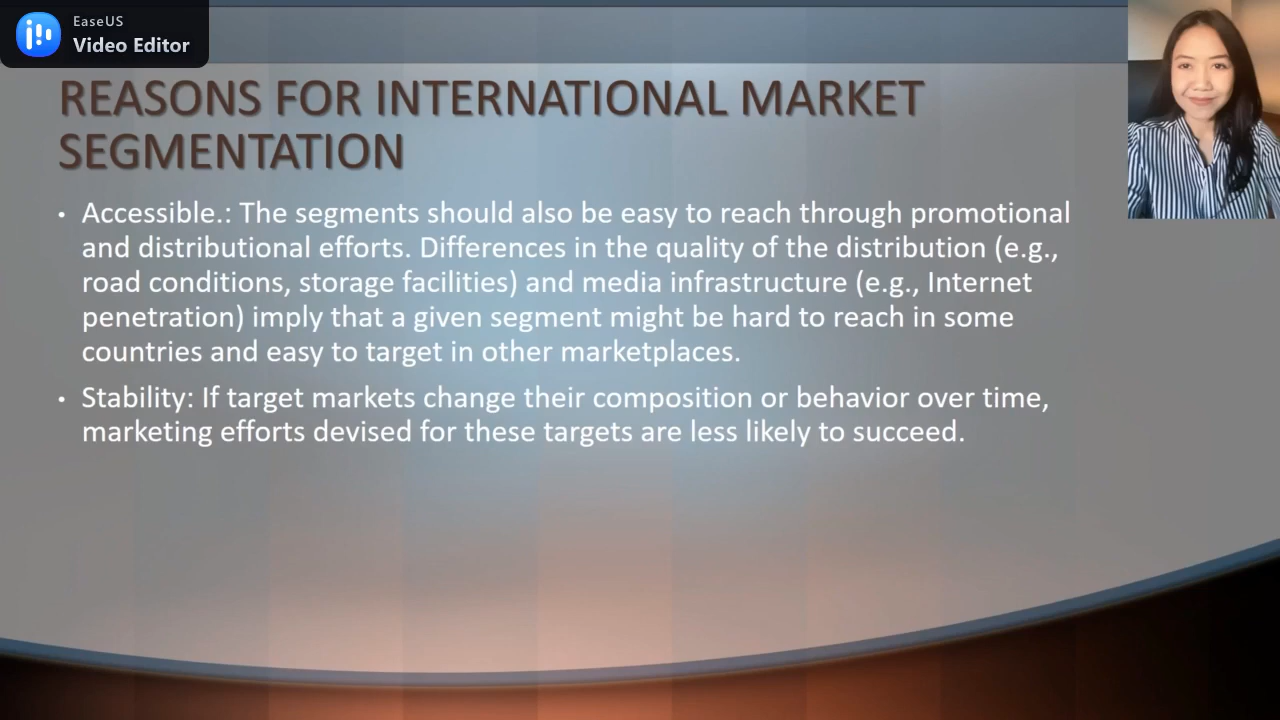 EaseUS
Video Editor
REASONS FOR INTERNATIONAL MARKET
SEGMENTATION
• Accessible.: The segments should also be easy to reach through promotional
and distributional efforts. Differences in the quality of the distribution (e.g.,
road conditions, storage facilities) and media infrastructure (e.g., Internet
penetration) imply that a given segment might be hard to reach in some
countries and easy to target in other marketplaces.
• Stability: If target markets change their composition or behavior over time,
marketing efforts devised for these targets are less likely to succeed.